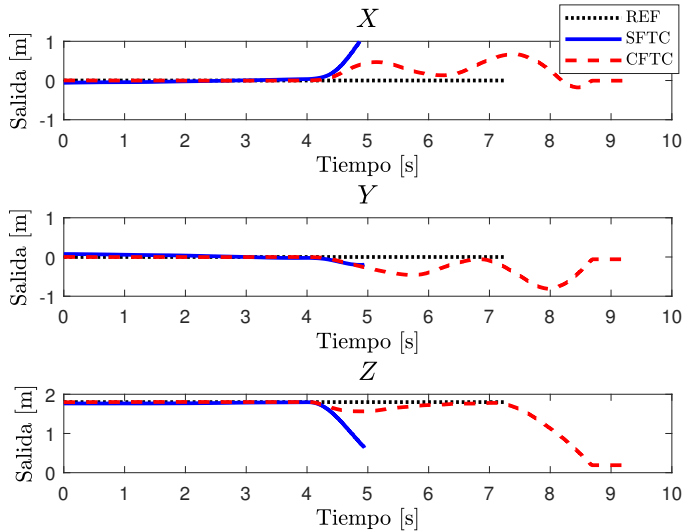 X
REF
SFTC
CFTC
Salida [m]
1
0
-1
0 1 2 3 4 5 6 7 8 9 10
Tiempo [s]
Y
Salida [m]
1
0
-1
0 1 2 3 4 5 6 7 8 9 10
Tiempo [s]
Z
Salida [m]
2
1
0
0 1 2 3 4 5 6 7 8 9 10
Tiempo [s]